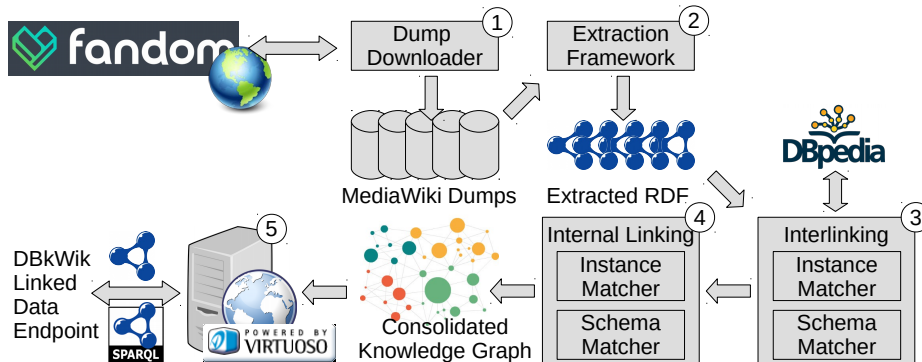 fandom
1
Dump
Downloader
2
Extraction
Framework
MediaWiki Dumps
Extracted RDF
DBpedia
3
Interlinking
Instance
Matcher
Schema
Matcher
4
Internal Linking
Instance
Matcher
Schema
Matcher
Consolidated
Knowledge Graph
5
POWERED BY
VIRTUOSO
DBkWik
Linked
Data
Endpoint
SPARQL